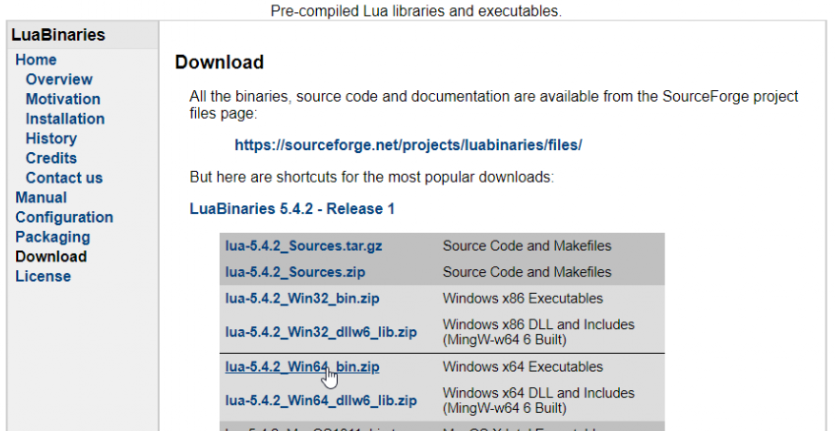 Pre-compiled Lua libraries and executables.
LuaBinaries
Home
Overview
Motivation
Installation
History
Credits
Contact us
Manual
Configuration
Packaging
Download
License
Download
All the binaries, source code and documentation are available from the SourceForge project
files page:
https://sourceforge.net/projects/luabinaries/files/
But here are shortcuts for the most popular downloads:
LuaBinaries 5.4.2 - Release 1
lua-5.4.2_Sources.tar.gz Source Code and Makefiles
lua-5.4.2_Sources.zip Source Code and Makefiles
lua-5.4.2_Win32_bin.zip Windows x86 Executables
lua-5.4.2_Win32_dllw6_lib.zip Windows x86 DLL and Includes
(MingW-w64 6 Built)
lua-5.4.2_Win64_bin.zip Windows x64 Executables
lua-5.4.2_Win64_dllw6_lib.zip Windows x64 DLL and Includes
(MingW-w64 6 Built)